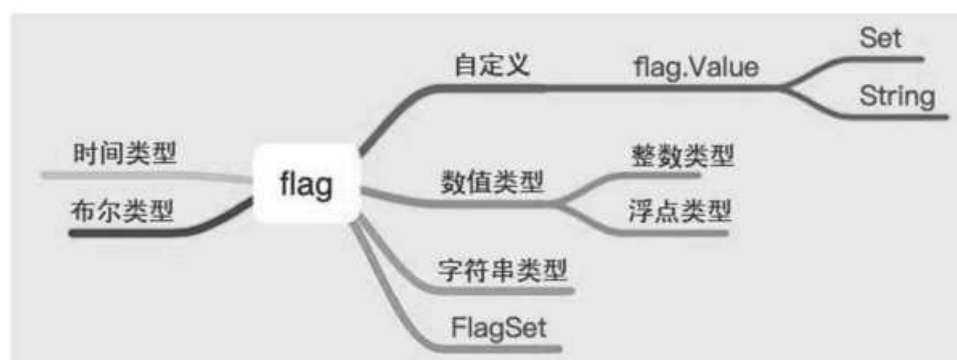 Set
自定义
flag.Value
String
时间类型
整数类型
flag
数值类型
布尔类型
浮点类型
字符串类型
FlagSet